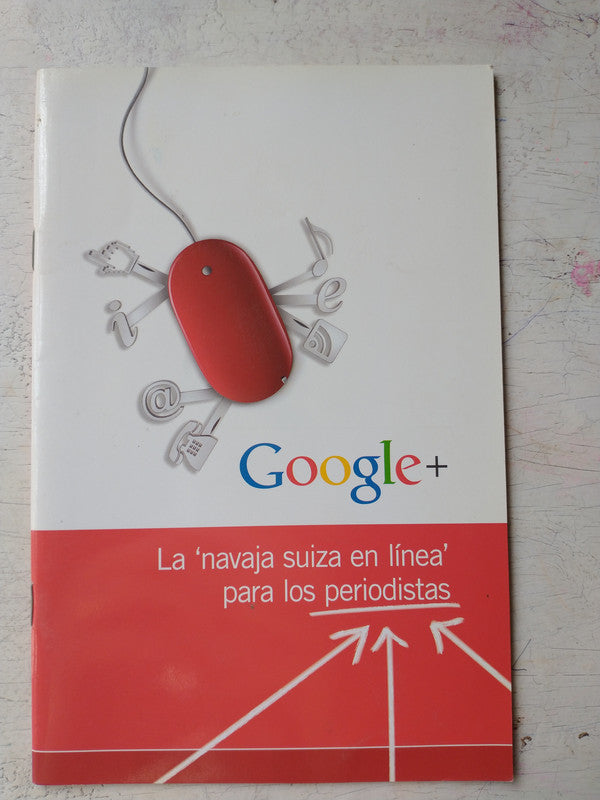 i
e
@
Google+
La 'navaja suiza en línea'
para los periodistas